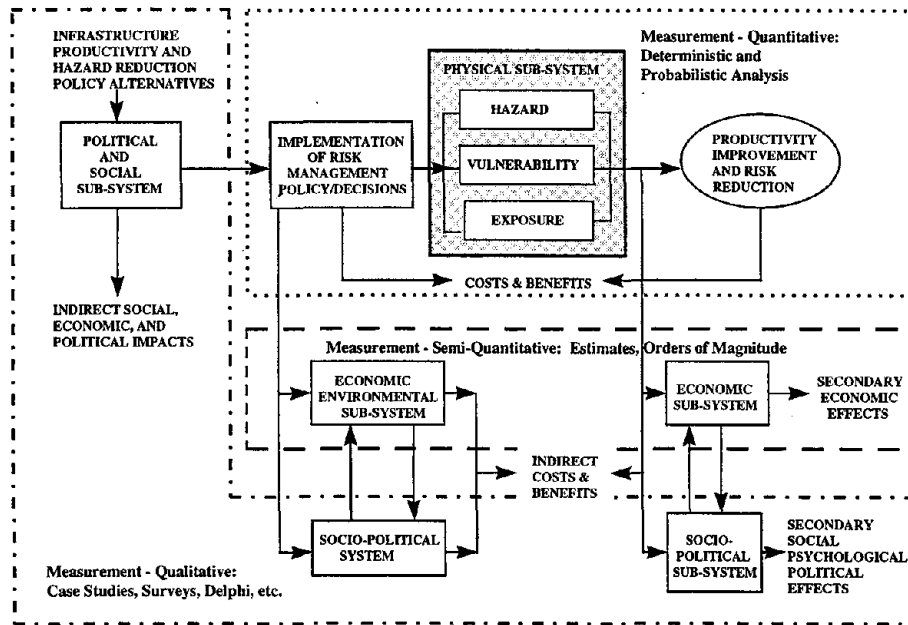 INFRASTRUCTURE
PRODUCTIVITY AND
HAZARD REDUCTION
POLICY ALTERNATIVES
Measurement - Quantitative:
Deterministic and
Probabilistic Analysis
PHYSICAL SUB-SYSTEM
HAZARD
VULNERABILITY
EXPOSURE
POLITICAL
AND
SOCIAL
SUB-SYSTEM
IMPLEMENTATION
OF RISK
MANAGEMENT
POLICY/DECISIONS
PRODUCTIVITY
IMPROVEMENT
AND RISK
REDUCTION
COSTS & BENEFITS
INDIRECT SOCIAL,
ECONOMIC, AND
POLITICAL IMPACTS
Measurement - Semi-Quantitative: Estimates, Orders of Magnitude
ECONOMIC
ENVIRONMENTAL
SUB-SYSTEM
ECONOMIC
SUB-SYSTEM
SECONDARY
ECONOMIC
EFFECTS
INDIRECT
COSTS &
BENEFITS
SOCIO-POLITICAL
SYSTEM
SOCIO-
POLITICAL
SUB-SYSTEM
SECONDARY
SOCIAL
PSYCHOLOGICAL
POLITICAL
EFFECTS
Measurement - Qualitative:
Case Studies, Surveys, Delphi, etc.